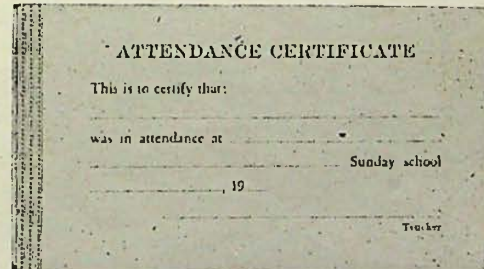 ATTENDANCE CERTIFICATE
This is to certify that:
was in attendance at
Sunday school
, 19
Teacher